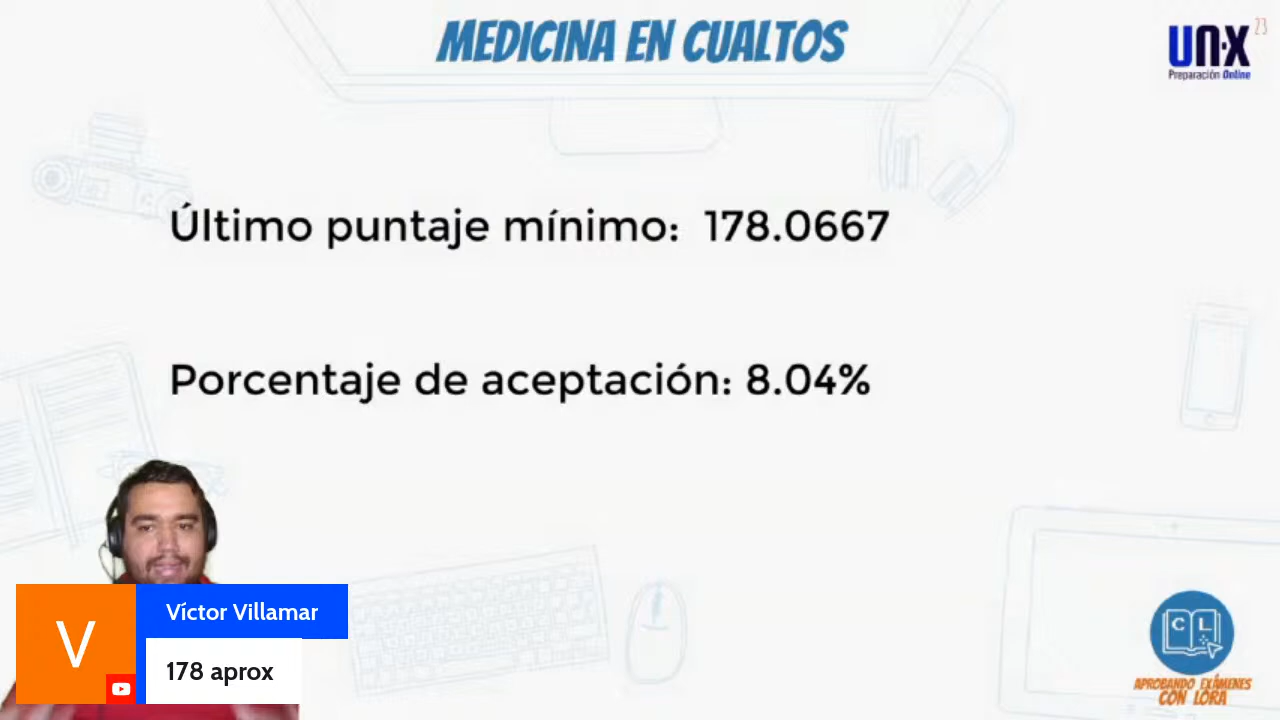 MEDICINA EN CUALTOS
UN-X
23
Preparación Online
Último puntaje mínimo: 178.0667
Porcentaje de aceptación: 8.04%
V
Víctor Villamar
178 aprox
C L
APROBANDO EXÁMENES
CON LORA